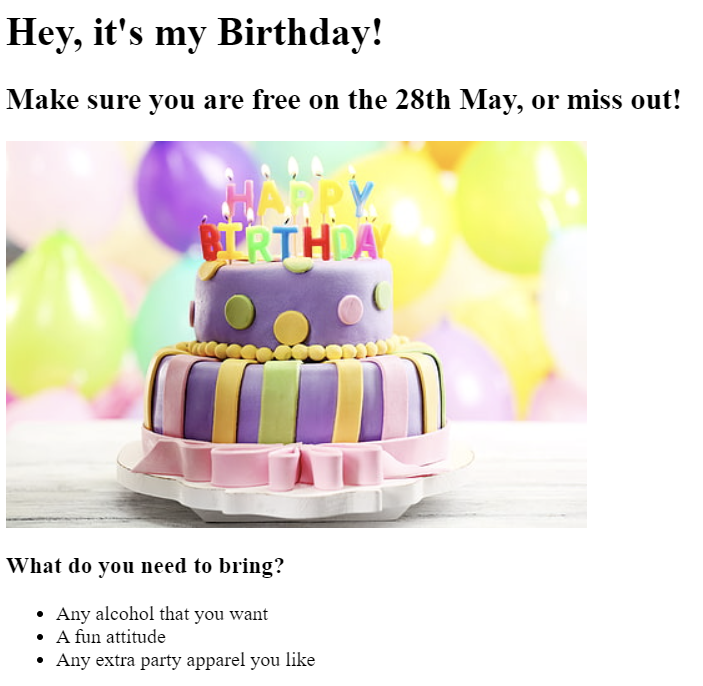 Hey, it's my Birthday!
Make sure you are free on the 28th May, or miss out!
HAPPY
BIRTHDAY
What do you need to bring?
Any alcohol that you want
A fun attitude
Any extra party apparel you like